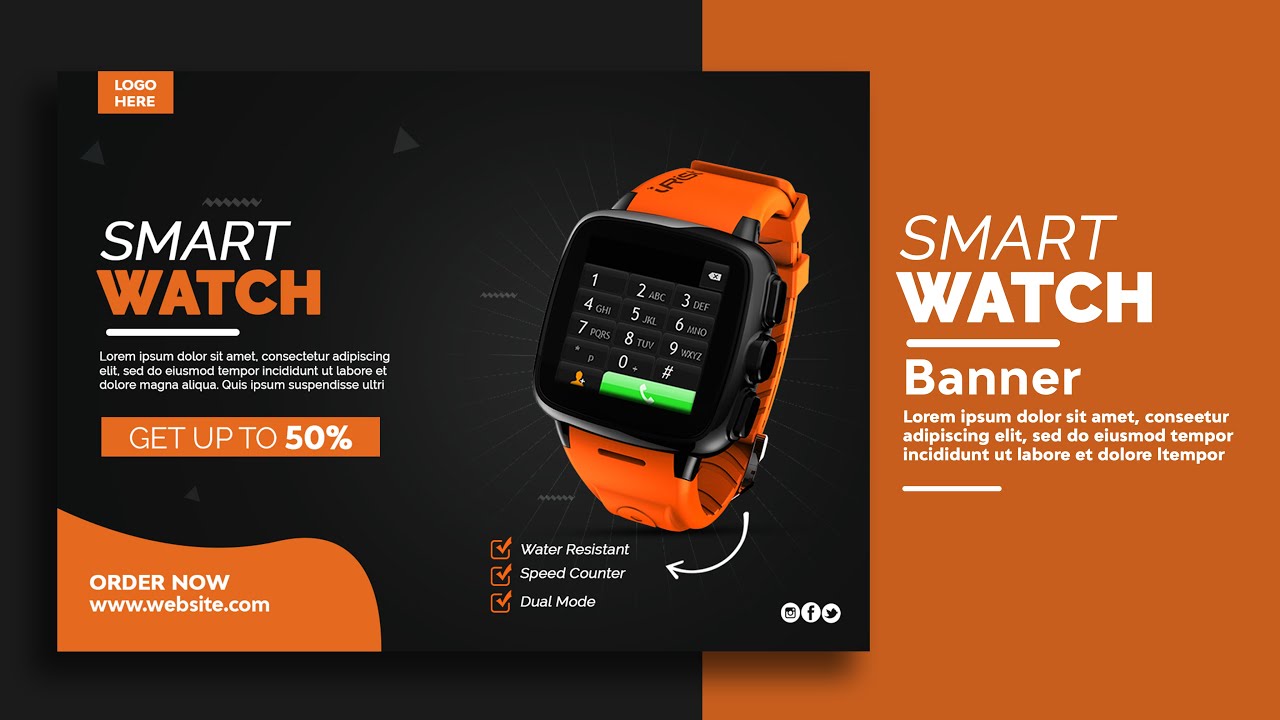 LOGO
HERE
SMART
WATCH
Lorem ipsum dolor sit amet, consectetur adipiscing
elit, sed do eiusmod tempor incididunt ut labore et
dolore magna aliqua. Quis ipsum suspendisse ultri
GET UP TO 50%
ORDER NOW
www.website.com
iRiSK
1
2 ABC 3 DEF
4 GHI 5 JKL 6 MNO
7 PQRS 8 TUV 9 WXYZ
* p 0 + #
Water Resistant
Speed Counter
Dual Mode
SMART
WATCH
Banner
Lorem ipsum dolor sit amet, conseetur
adipiscing elit, sed do eiusmod tempor
incididunt ut labore et dolore ltempor